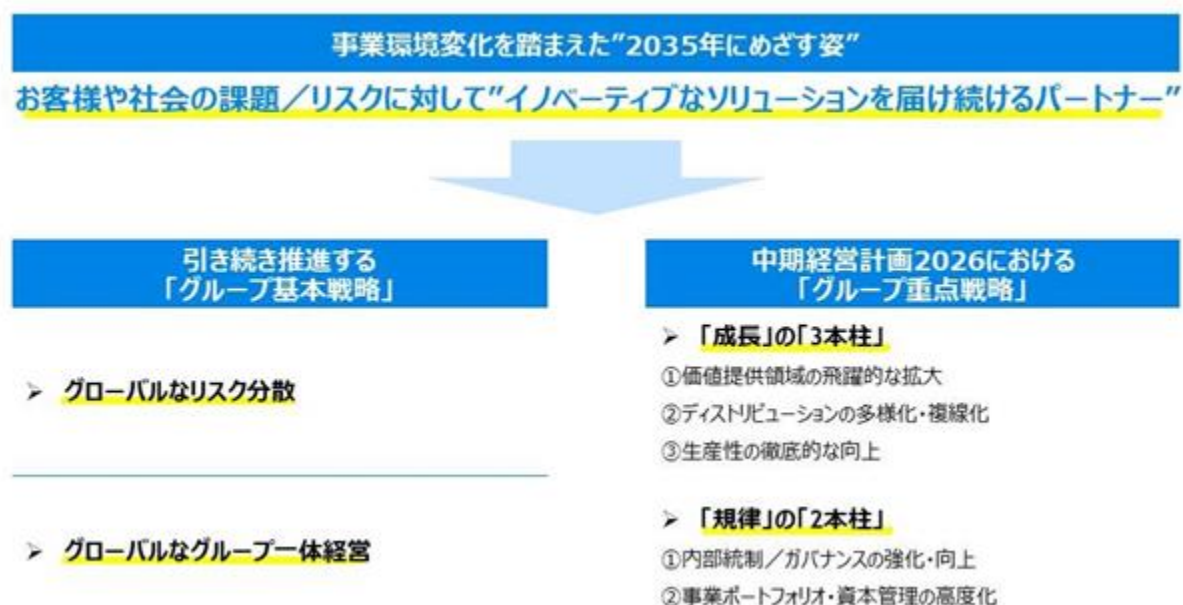 事業環境変化を踏まえた”2035年にめざす姿”
お客様や社会の課題／リスクに対して”イノベーティブなソリューションを届け続けるパートナー”
引き続き推進する
「グループ基本戦略」
➢ グローバルなリスク分散
➢ グローバルなグループ一体経営
中期経営計画2026における
「グループ重点戦略」
➢ 「成長」の「3本柱」
①価値提供領域の飛躍的な拡大
②ディストリビューションの多様化・複線化
③生産性の徹底的な向上
➢ 「規律」の「2本柱」
①内部統制／ガバナンスの強化・向上
②事業ポートフォリオ・資本管理の高度化